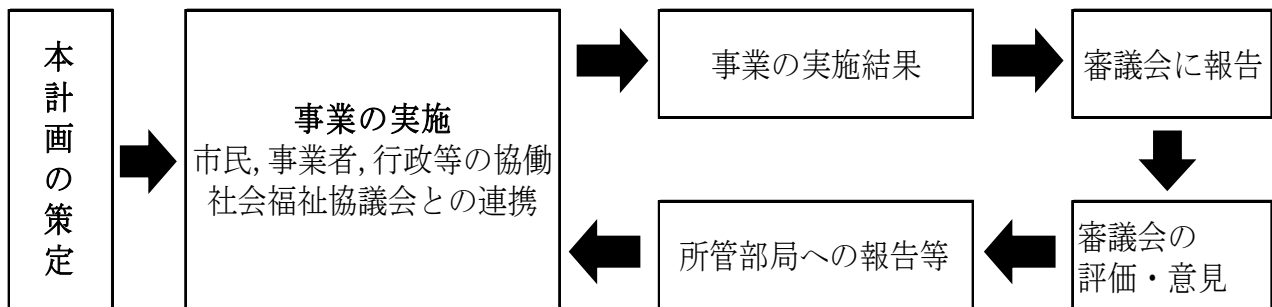 本計画の策定
事業の実施
市民,事業者,行政等の協働
社会福祉協議会との連携
事業の実施結果
審議会に報告
審議会の
評価・意見
所管部局への報告等